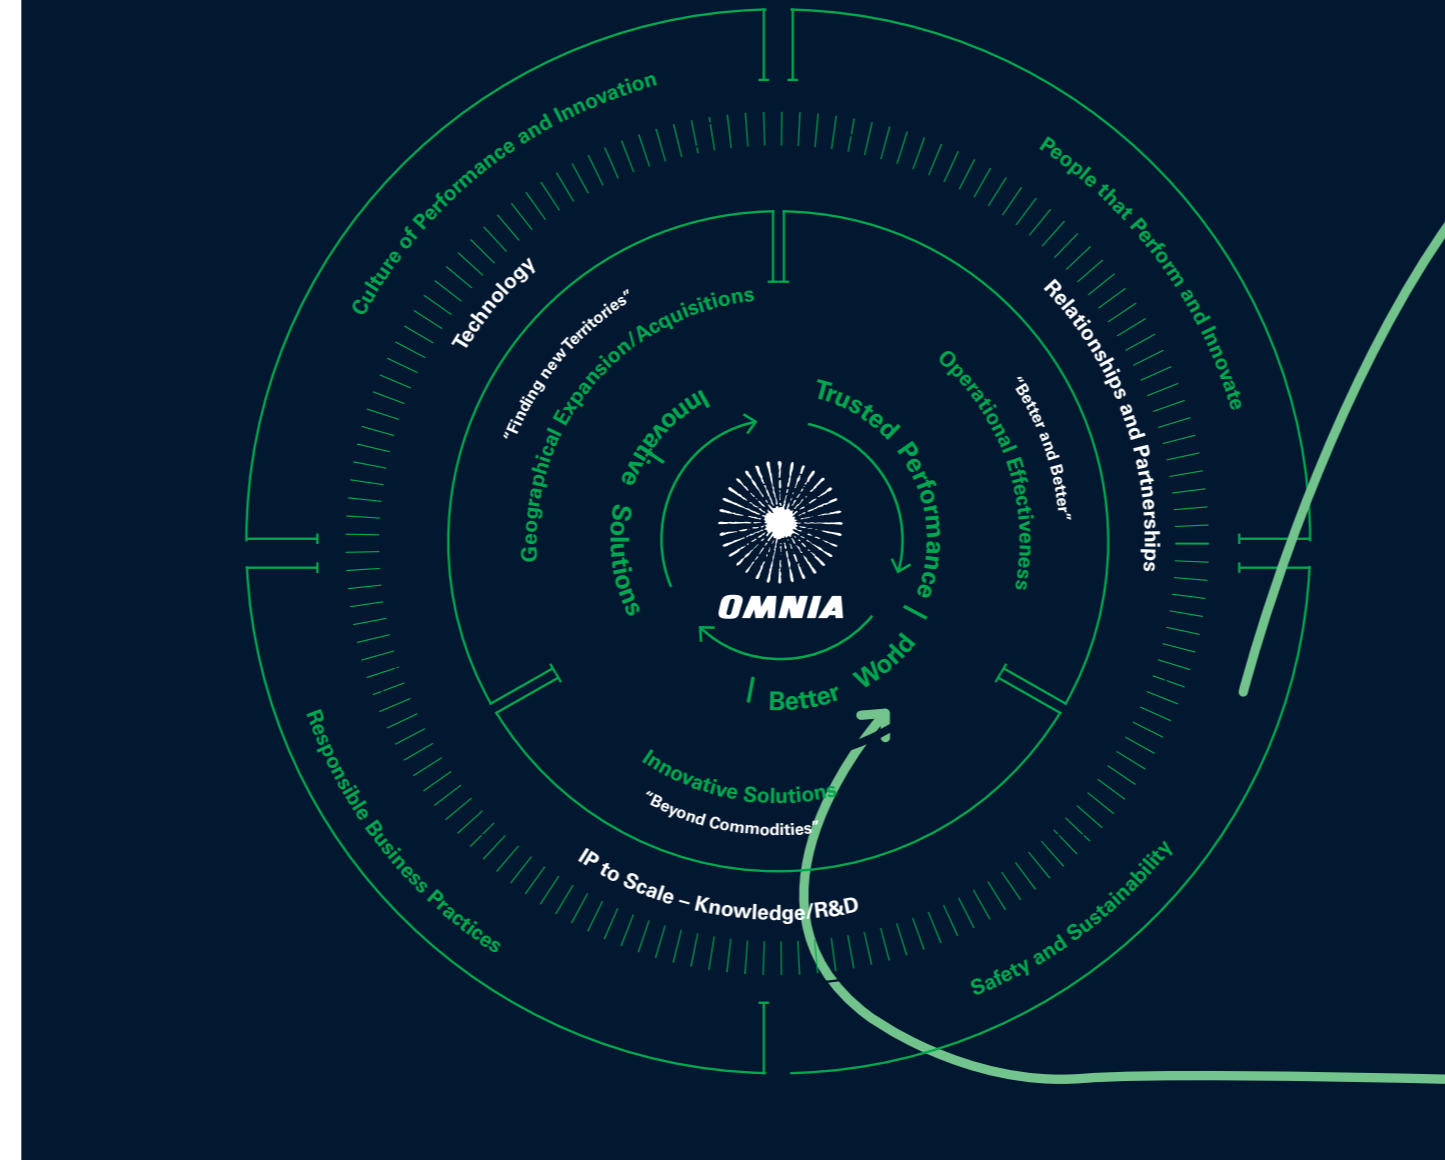 Culture of Performance and Innovation
People that Perform and Innovate
Technology
Relationships and Partnerships
“Finding new Territories”
Geographical Expansion/Acquisitions
Operational Effectiveness
“Better and Better”
Innovative Solutions
Trusted Performance
Better World
OMNIA
Innovative Solutions
“Beyond Commodities”
IP to Scale – Knowledge/R&D
Responsible Business Practices
Safety and Sustainability